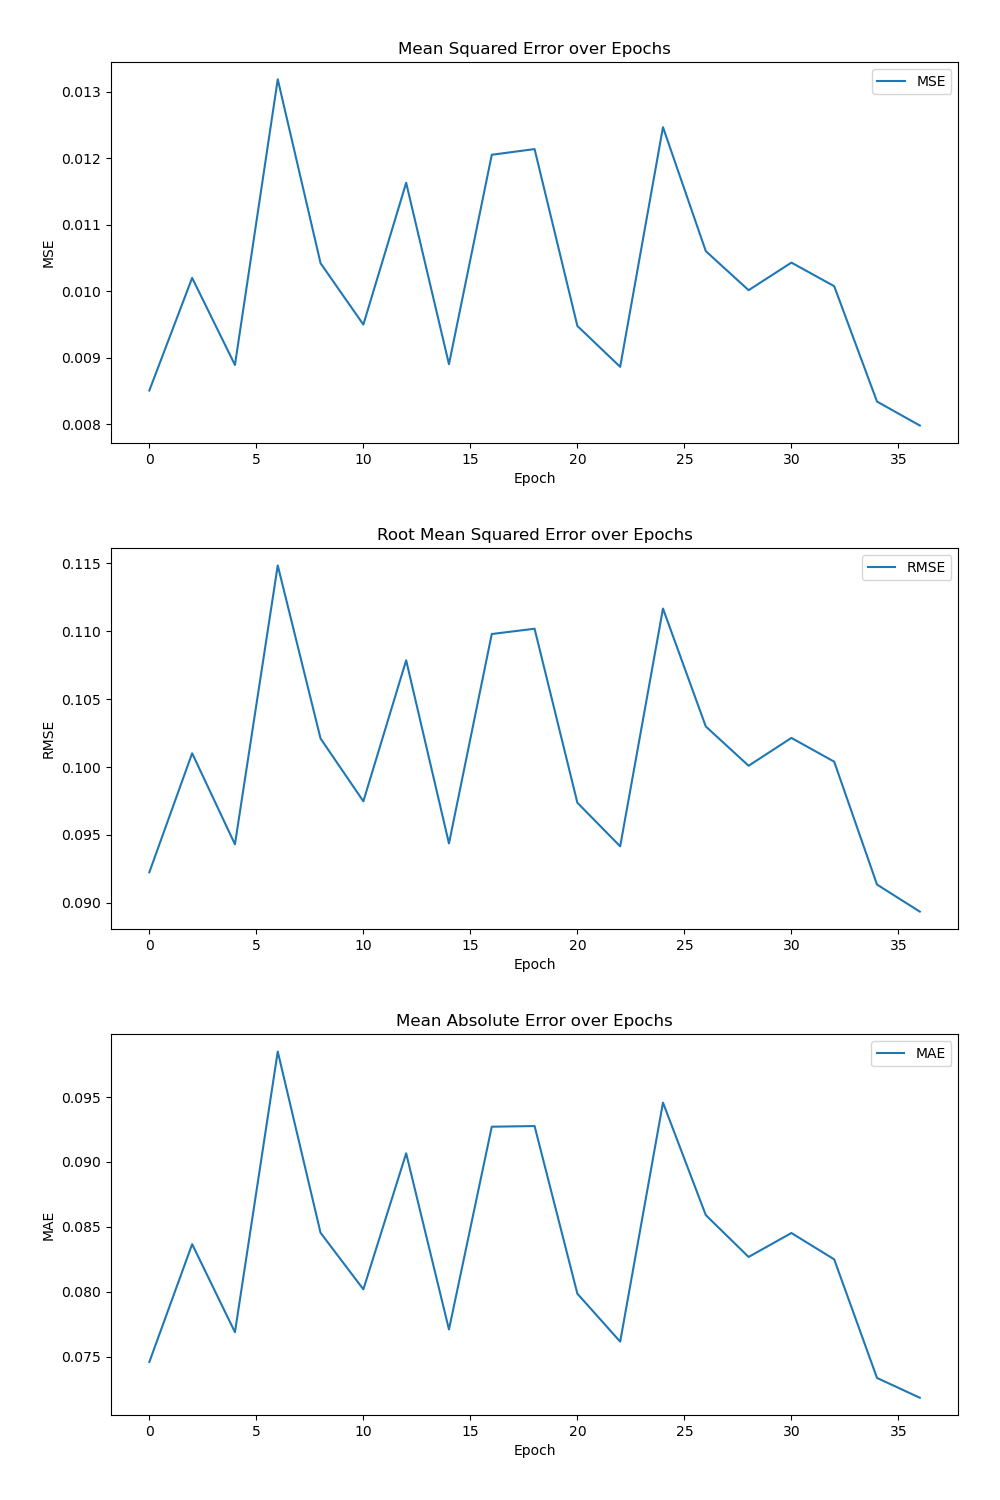 Mean Squared Error over Epochs
MSE
0.013
0.012
0.011
0.010
0.009
0.008
MSE
0 5 10 15 20 25 30 35
Epoch
Root Mean Squared Error over Epochs
RMSE
0.115
0.110
0.105
0.100
0.095
0.090
RMSE
0 5 10 15 20 25 30 35
Epoch
Mean Absolute Error over Epochs
MAE
0.095
0.090
0.085
0.080
0.075
MAE
0 5 10 15 20 25 30 35
Epoch